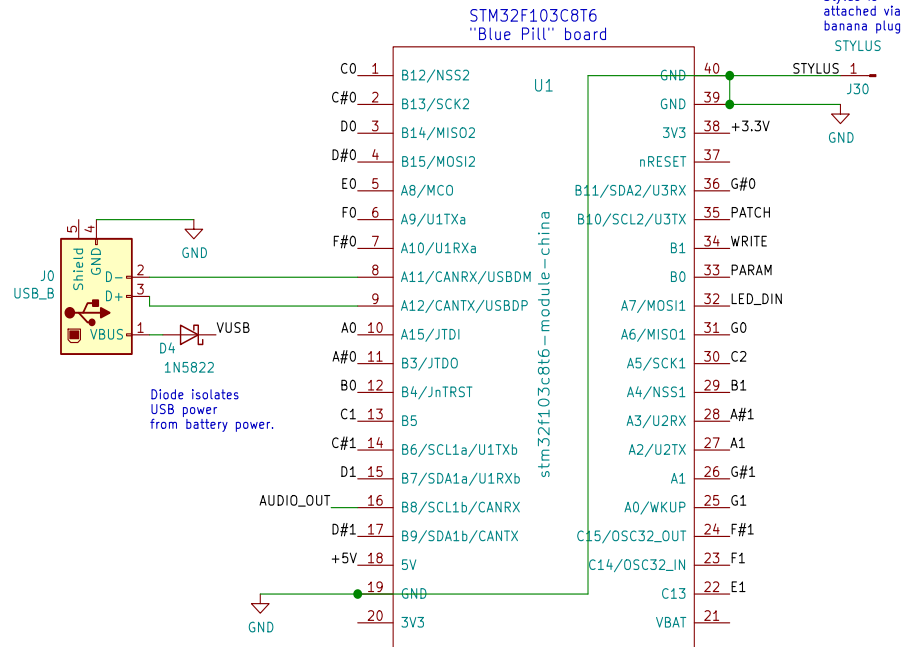 attached via
banana plug
STYLUS
STYLUS 1
J30
GND
STM32F103C8T6
"Blue Pill" board
U1
stm32f103c8t6-module-china
C0 1 B12/NSS2
C#0 2 B13/SCK2
D0 3 B14/MISO2
D#0 4 B15/MOSI2
E0 5 A8/MCO
F0 6 A9/U1TXa
F#0 7 A10/U1RXa
8 A11/CANRX/USBDM
9 A12/CANTX/USBDP
A0 10 A15/JTDI
A#0 11 B3/JTDO
B0 12 B4/JnTRST
C1 13 B5
C#1 14 B6/SCL1a/U1TXb
D1 15 B7/SDA1a/U1RXb
AUDIO_OUT 16 B8/SCL1b/CANRX
D#1 17 B9/SDA1b/CANTX
+5V 18 5V
19 GND
20 3V3
GND
GND 40
GND 39
3V3 38 +3.3V
nRESET 37
B11/SDA2/U3RX 36 G#0
B10/SCL2/U3TX 35 PATCH
B1 34 WRITE
B0 33 PARAM
A7/MOSI1 32 LED_DIN
A6/MISO1 31 G0
A5/SCK1 30 C2
A4/NSS1 29 B1
A3/U2RX 28 A#1
A2/U2TX 27 A1
A1 26 G#1
A0/WKUP 25 G1
C15/OSC32_OUT 24 F#1
C14/OSC32_IN 23 F1
C13 22 E1
VBAT 21
J0
USB_B
5 Shield
4 GND
GND
D- 2
D+ 3
VBUS 1
D4
1N5822
VUSB
Diode isolates
USB power
from battery power.